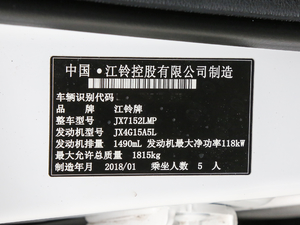 中国·江铃控股有限公司制造
车辆识别代码
品 牌 江铃牌
整车型号 JX7152LMP
发动机型号 JX4G15A5L
发动机排量 1490mL 发动机最大净功率118kW
最大允许总质量 1815kg
制造年月 2018/01 乘坐人数 5 人